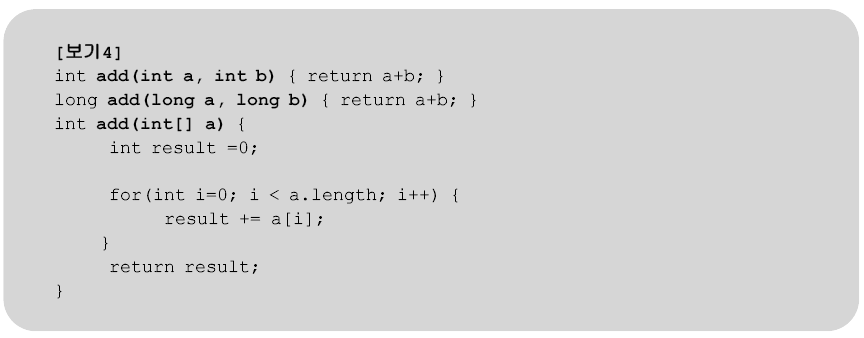 [보기4]
int add(int a, int b) { return a+b; }
long add(long a, long b) { return a+b; }
int add(int[] a) {
int result =0;
for(int i=0; i < a.length; i++) {
result += a[i];
}
return result;
}